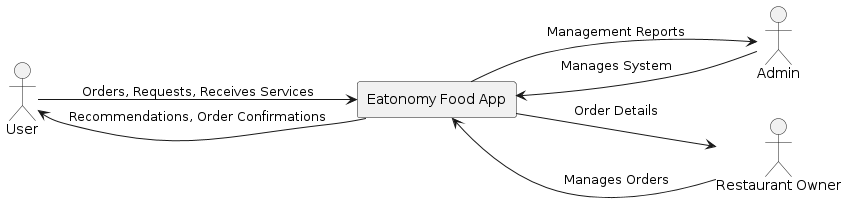 Management Reports
Manages System
Admin
Orders, Requests, Receives Services
Eatonomy Food App
Order Details
Recommendations, Order Confirmations
User
Manages Orders
Restaurant Owner